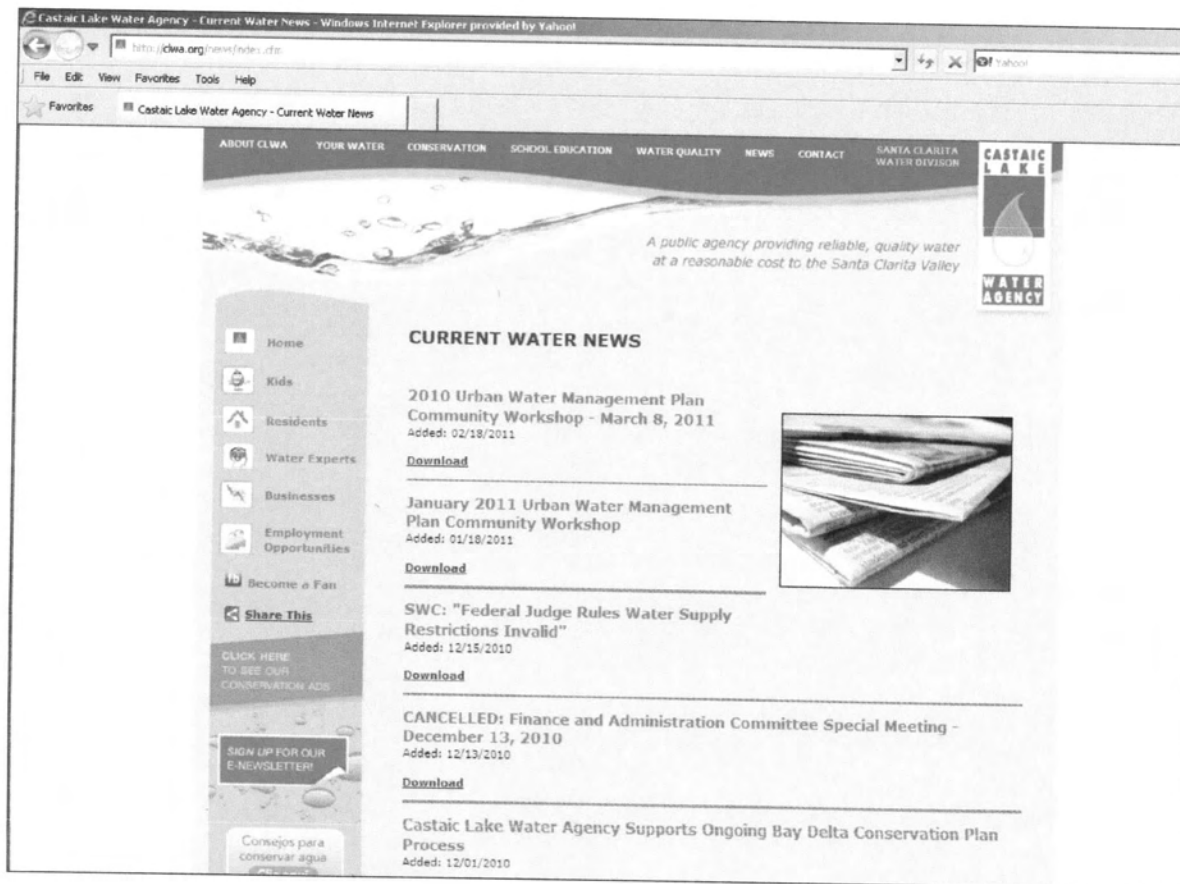 Castaic Lake Water Agency - Current Water News - Windows Internet Explorer provided by Yahoo!
http://clwa.org/news/index.cfm
Yahoo!
File Edit View Favorites Tools Help
Favorites
Castaic Lake Water Agency - Current Water News
ABOUT CLWA YOUR WATER CONSERVATION SCHOOL EDUCATION WATER QUALITY NEWS CONTACT SANTA CLARITA
WATER DIVISON
CASTAIC
LAKE
WATER
AGENCY
A public agency providing reliable, quality water
at a reasonable cost to the Santa Clarita Valley
Home
Kids
Residents
Water Experts
Businesses
Employment
Opportunities
Become a Fan
Share This
CLICK HERE
TO SEE OUR
CONSERVATION ADS
SIGN UP FOR OUR
E-NEWSLETTER!
Consejos para
conservar agua
CURRENT WATER NEWS
2010 Urban Water Management Plan
Community Workshop - March 8, 2011
Added: 02/18/2011
Download
January 2011 Urban Water Management
Plan Community Workshop
Added: 01/18/2011
Download
SWC: "Federal Judge Rules Water Supply
Restrictions Invalid"
Added: 12/15/2010
Download
CANCELLED: Finance and Administration Committee Special Meeting -
December 13, 2010
Added: 12/13/2010
Download
Castaic Lake Water Agency Supports Ongoing Bay Delta Conservation Plan
Process
Added: 12/01/2010